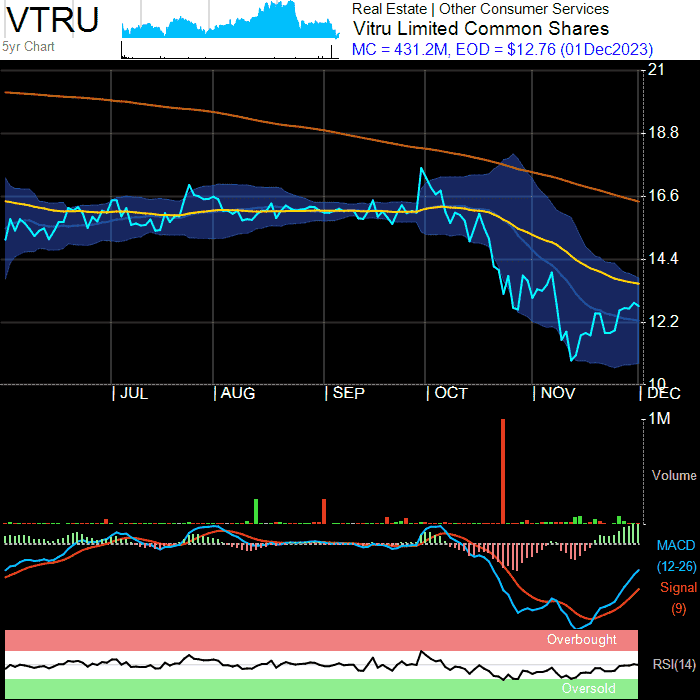 VTRU
5yr Chart
Real Estate | Other Consumer Services
Vitru Limited Common Shares
MC = 431.2M, EOD = $12.76 (01Dec2023)
21
18.8
16.6
14.4
12.2
10
JUL AUG SEP OCT NOV DEC
1M
Volume
MACD
(12-26)
Signal
(9)
Overbought
RSI(14)
Oversold